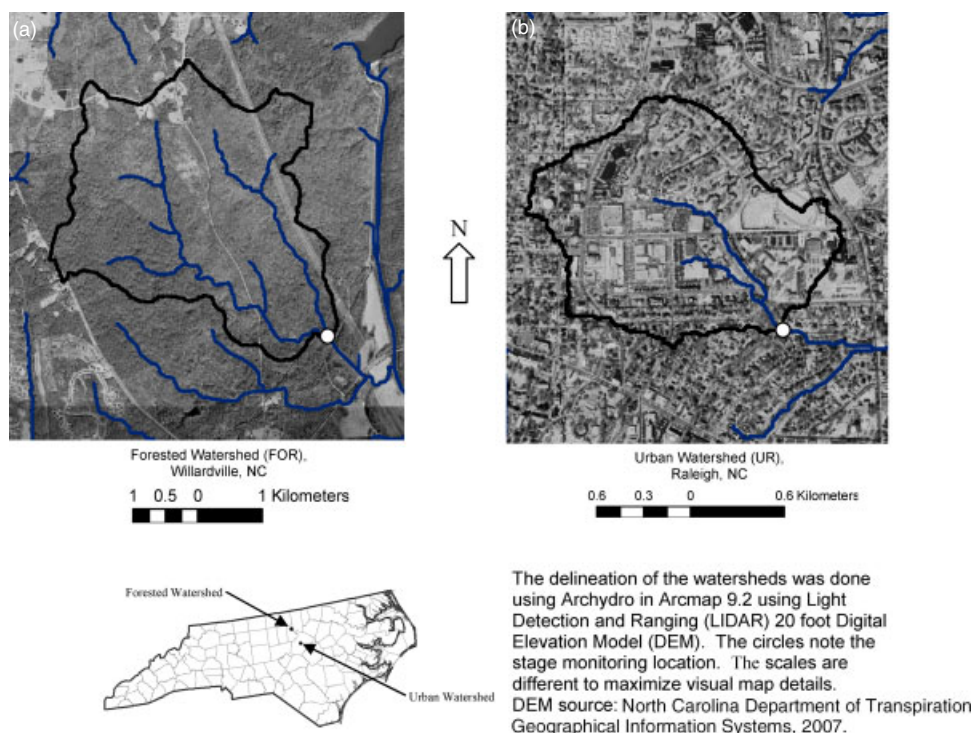 (a)
(b)
N
Forested Watershed (FOR),
Willardville, NC
1 0.5 0 1 Kilometers
Urban Watershed (UR),
Raleigh, NC
0.6 0.3 0 0.6 Kilometers
Forested Watershed
Urban Watershed
The delineation of the watersheds was done
using Archydro in Arcmap 9.2 using Light
Detection and Ranging (LIDAR) 20 foot Digital
Elevation Model (DEM). The circles note the
stage monitoring location. The scales are
different to maximize visual map details.
DEM source: North Carolina Department of Transpiration
Geographical Information Systems, 2007.